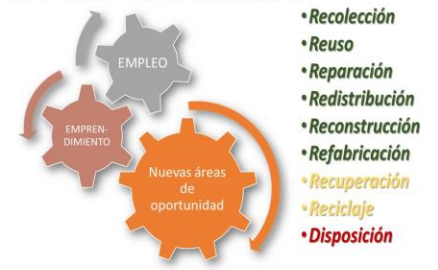 EMPLEO
EMPREN-
DIMIENTO
Nuevas áreas
de
oportunidad
•Recolección
•Reuso
•Reparación
•Redistribución
•Reconstrucción
•Refabricación
•Recuperación
•Reciclaje
•Disposición